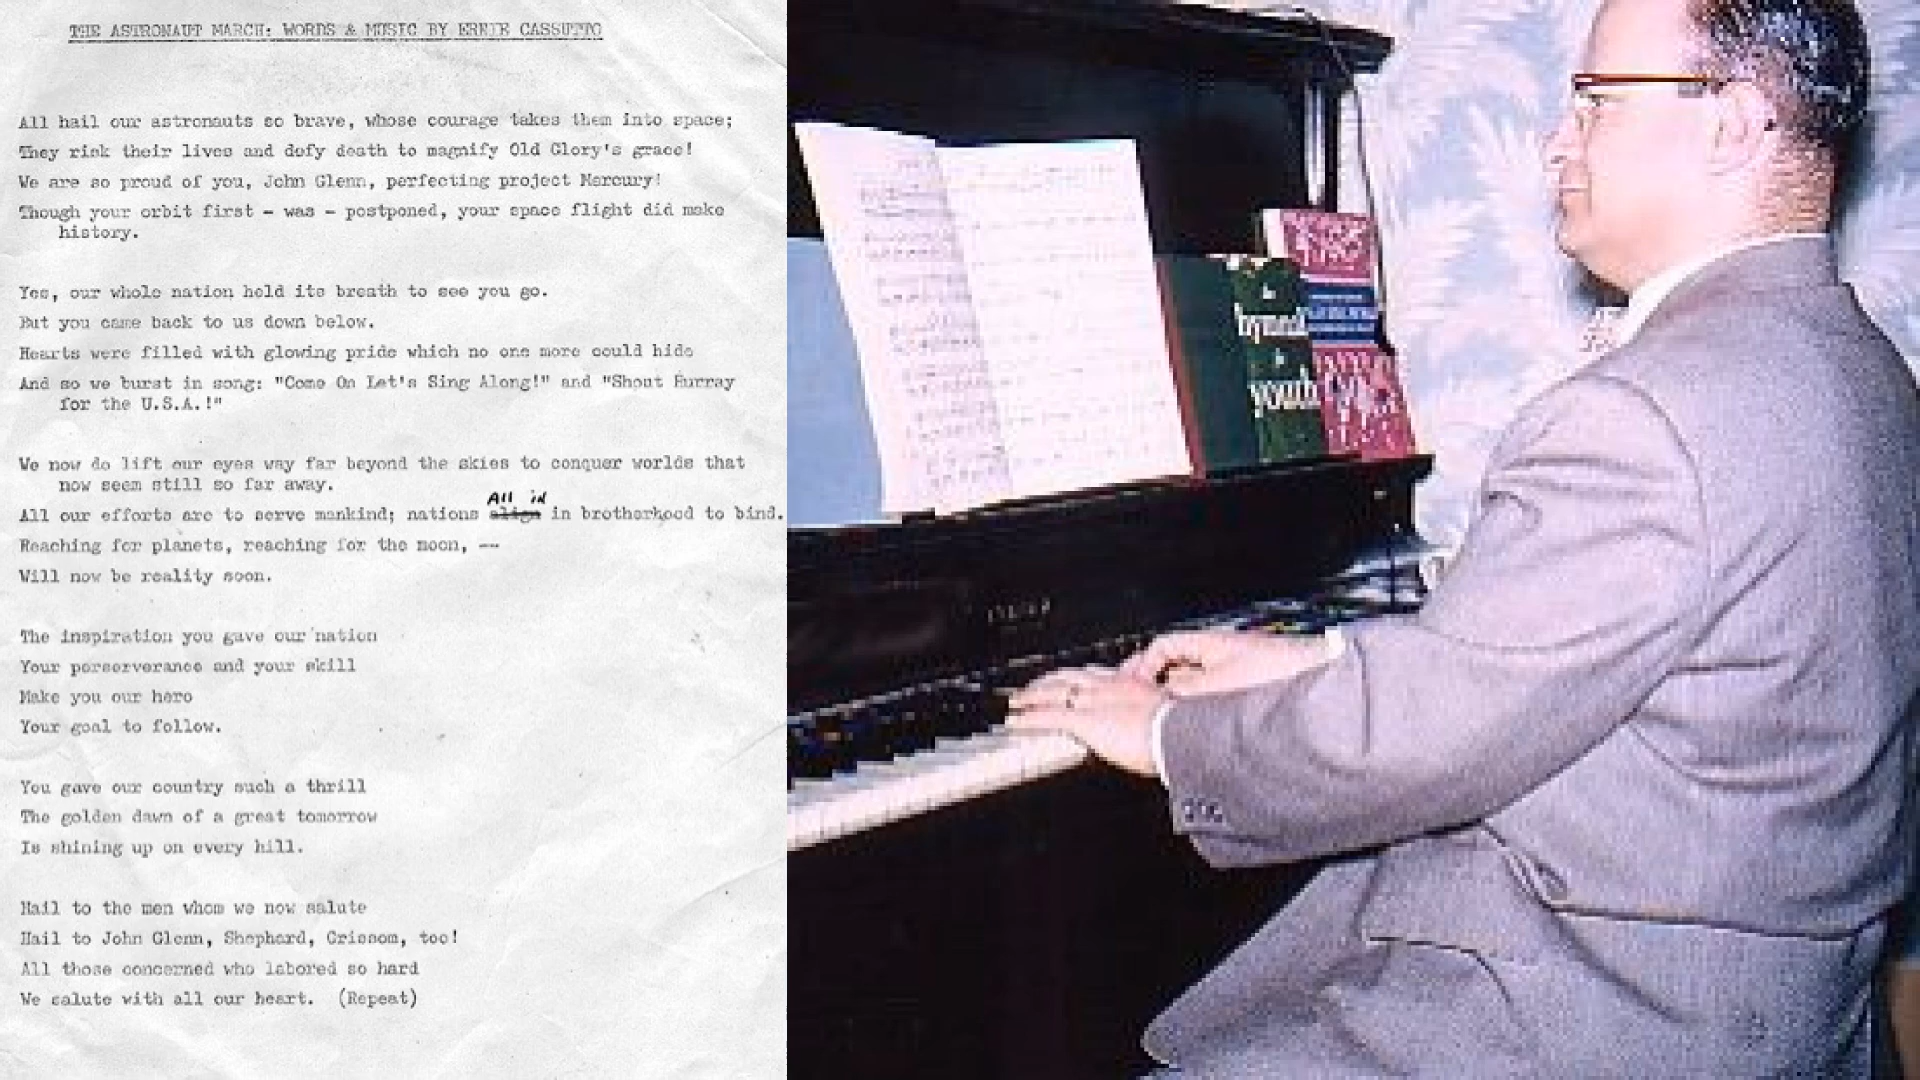 THE ASTRONAUT MARCH: WORDS & MUSIC BY ERNIE CASSUTTO
All hail our astronauts so brave, whose courage takes them into space;
They risk their lives and defy death to magnify Old Glory's grace!
We are so proud of you, John Glenn, perfecting project Mercury!
Though your orbit first - was - postponed, your space flight did make
history.
Yes, our whole nation held its breath to see you go.
But you came back to us down below.
Hearts were filled with glowing pride which no one more could hide
And so we burst in song: "Come On Let's Sing Along!" and "Shout Hurray
for the U.S.A.!"
We now do lift our eyes way far beyond the skies to conquer worlds that
now seem still so far away.
All in
All our efforts are to serve mankind; nations align in brotherhood to bind.
Reaching for planets, reaching for the moon, --
Will now be reality soon.
The inspiration you gave our nation
Your perserverance and your skill
Make you our hero
Your goal to follow.
You gave our country such a thrill
The golden dawn of a great tomorrow
Is shining up on every hill.
Hail to the men whom we now salute
Hail to John Glenn, Shephard, Grissom, too!
All those concerned who labored so hard
We salute with all our heart. (Repeat)
hymns
youth